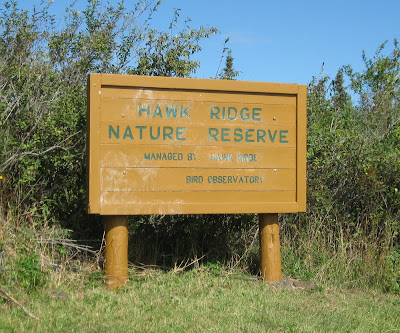 HAWK RIDGE
NATURE RESERVE
MANAGED BY HAWK RIDGE
BIRD OBSERVATORY